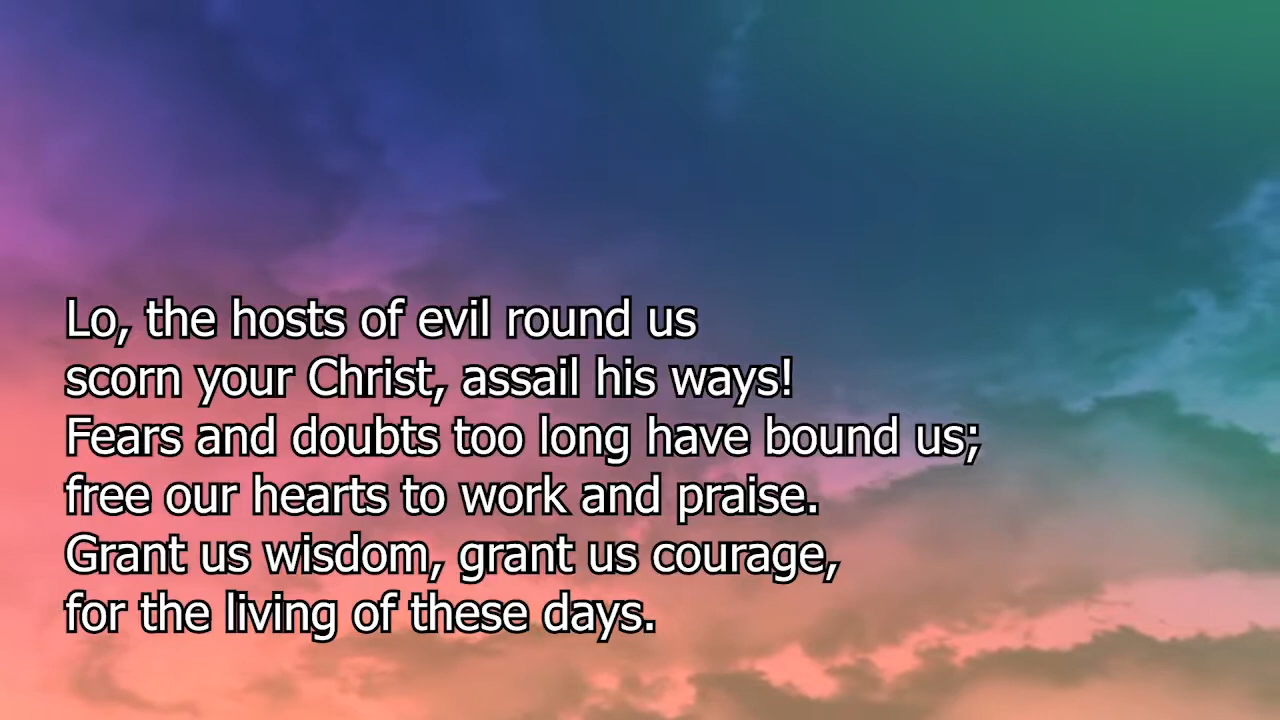 Lo, the hosts of evil round us
scorn your Christ, assail his ways!
Fears and doubts too long have bound us;
free our hearts to work and praise.
Grant us wisdom, grant us courage,
for the living of these days.